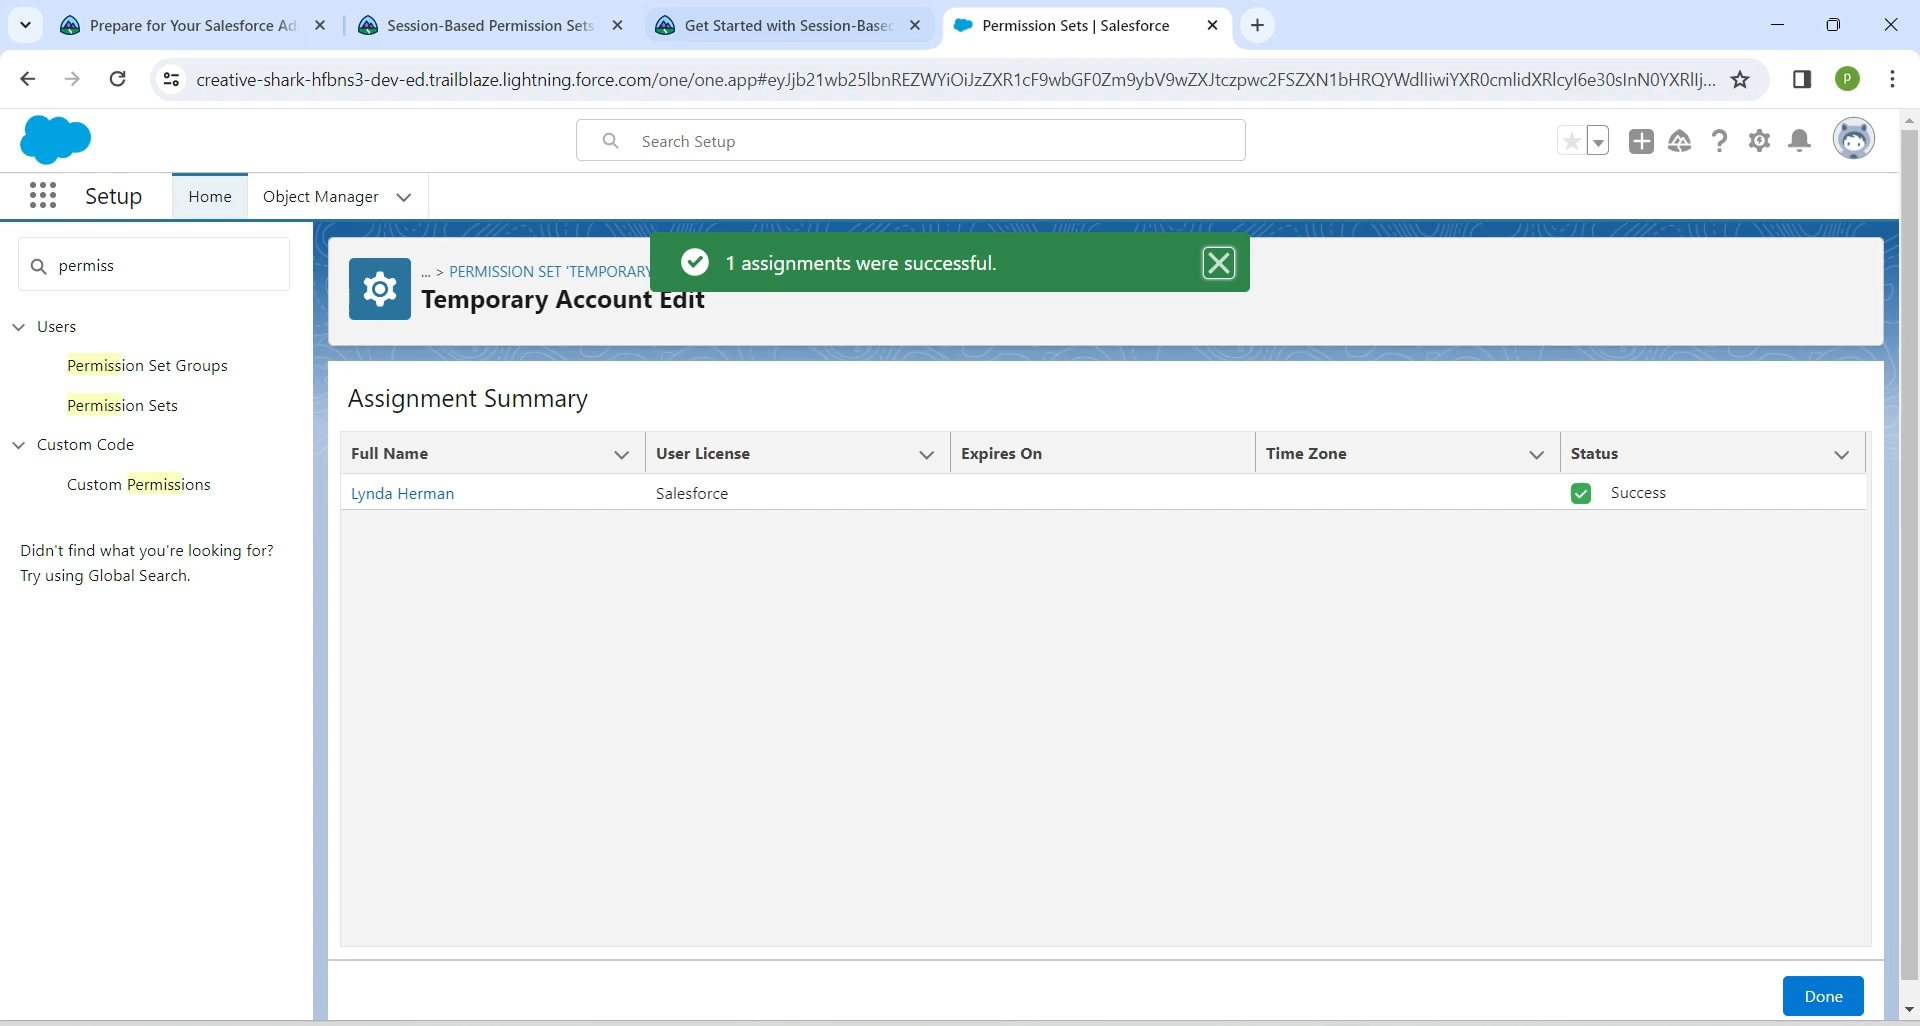 Prepare for Your Salesforce Ad
Session-Based Permission Sets
Get Started with Session-Base
Permission Sets | Salesforce
creative-shark-hfbns3-dev-ed.trailblaze.lightning.force.com/one/one.app#eyJjb21wb25lbnREZWYiOiJzZXR1cF9wbGF0Zm9ybV9wZXJtczpwc2FSZXN1bHRQYWdlIiwiYXR0cmlidXRlcyI6e30sInN0YXRlIj...
P
Search Setup
Setup
Home
Object Manager
permiss
Users
Permission Set Groups
Permission Sets
Custom Code
Custom Permissions
Didn't find what you're looking for?
Try using Global Search.
... > PERMISSION SET 'TEMPORARY
Temporary Account Edit
1 assignments were successful.
Assignment Summary
Full Name
User License
Expires On
Time Zone
Status
Lynda Herman
Salesforce
Success
Done